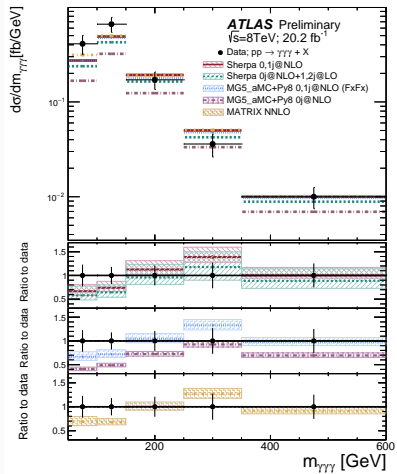 dσ/dm_γγγ [fb/GeV]
ATLAS Preliminary
√s=8TeV; 20.2 fb⁻¹
Data; pp → γγγ + X
Sherpa 0,1j@NLO
Sherpa 0j@NLO+1,2j@LO
MG5_aMC+Py8 0,1j@NLO (FxFx)
MG5_aMC+Py8 0j@NLO
MATRIX NNLO
10⁻¹
10⁻²
Ratio to data
1.5
1
0.5
Ratio to data
1.5
1
0.5
Ratio to data
1.5
1
0.5
200 400 600
m_γγγ [GeV]